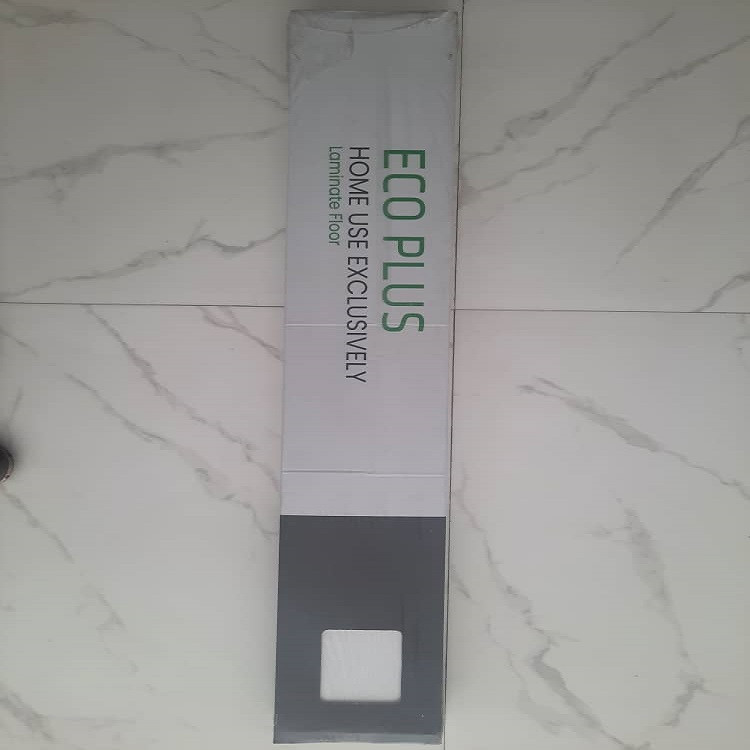 ECO PLUS
HOME USE EXCLUSIVELY
Laminate Floor